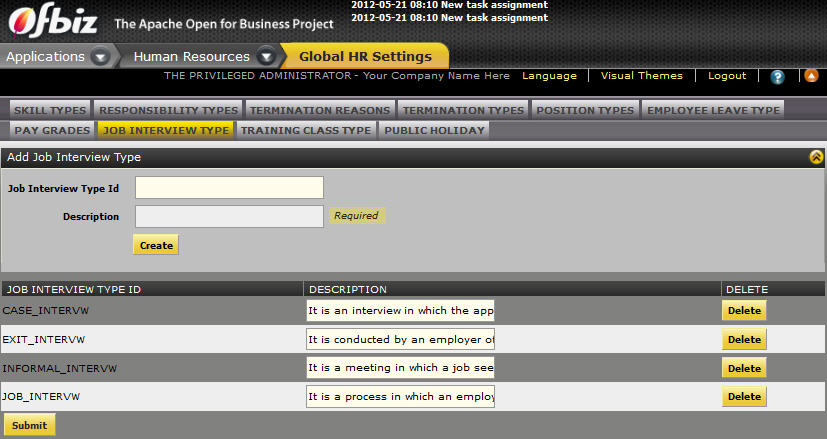 2012-05-21 08:10 New task assignment
2012-05-21 08:10 New task assignment
Ofbiz The Apache Open for Business Project
Applications Human Resources Global HR Settings
THE PRIVILEGED ADMINISTRATOR - Your Company Name Here Language Visual Themes Logout ?
SKILL TYPES RESPONSIBILITY TYPES TERMINATION REASONS TERMINATION TYPES POSITION TYPES EMPLOYEE LEAVE TYPE
PAY GRADES JOB INTERVIEW TYPE TRAINING CLASS TYPE PUBLIC HOLIDAY
Add Job Interview Type
Job Interview Type Id
Description Required
Create
JOB INTERVIEW TYPE ID DESCRIPTION DELETE
CASE_INTERVW It is an interview in which the app Delete
EXIT_INTERVW It is conducted by an employer of Delete
INFORMAL_INTERVW It is a meeting in which a job see Delete
JOB_INTERVW It is a process in which an employ Delete
Submit